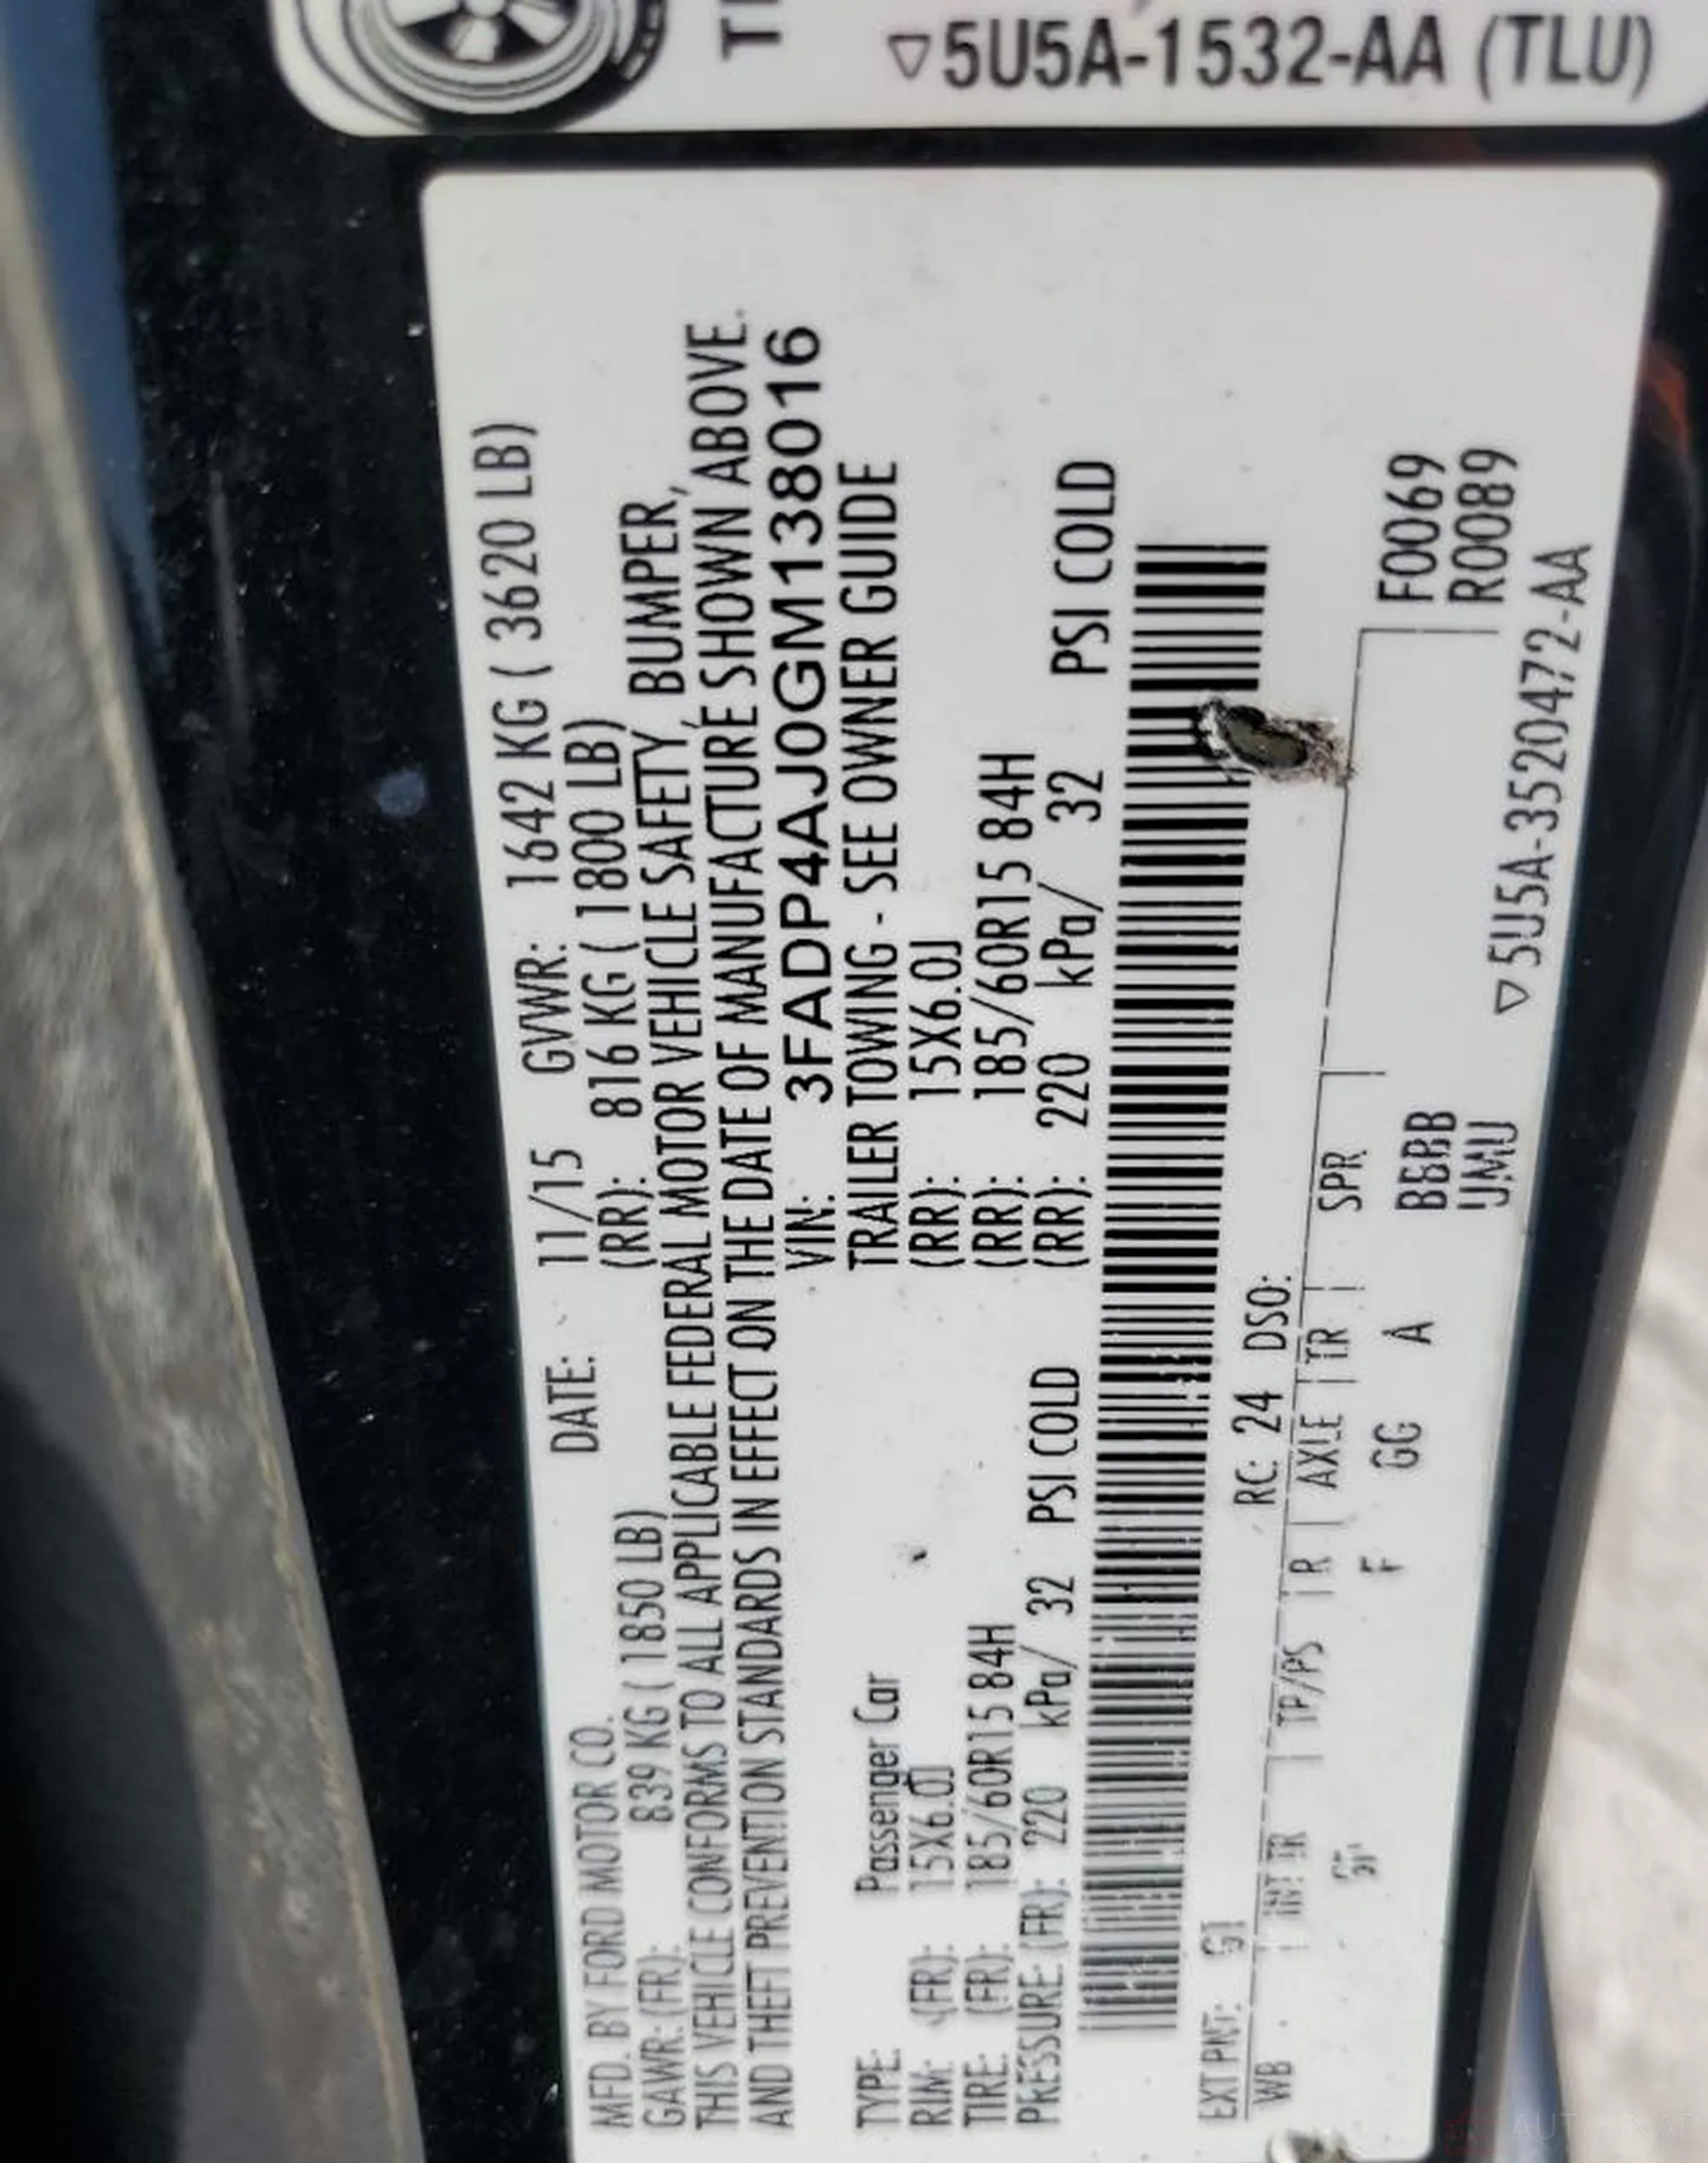 ▽5U5A-1532-AA (TLU)
MFD. BY FORD MOTOR CO. DATE: 11/15 GVWR: 1642 KG ( 3620 LB)
GAWR: (FR): 839 KG ( 1850 LB) (RR): 816 KG ( 1800 LB)
THIS VEHICLE CONFORMS TO ALL APPLICABLE FEDERAL MOTOR VEHICLE SAFETY, BUMPER,
AND THEFT PREVENTION STANDARDS IN EFFECT ON THE DATE OF MANUFACTURE SHOWN ABOVE.
VIN: 3FADP4AJ0GM138016
TYPE: Passenger Car TRAILER TOWING - SEE OWNER GUIDE
RIM: (FR): 15X6.0J (RR): 15X6.0J
TIRE: (FR): 185/60R15 84H (RR): 185/60R15 84H
PRESSURE: (FR): 220 kPa/ 32 PSI COLD (RR): 220 kPa/ 32 PSI COLD
EXT PNT: G1 RC: 24 DSO:
WB INT TR TP/PS R AXLE TR SPR F0069
F GG A BBBB R0089
UMU
▽5U5A-3520472-AA